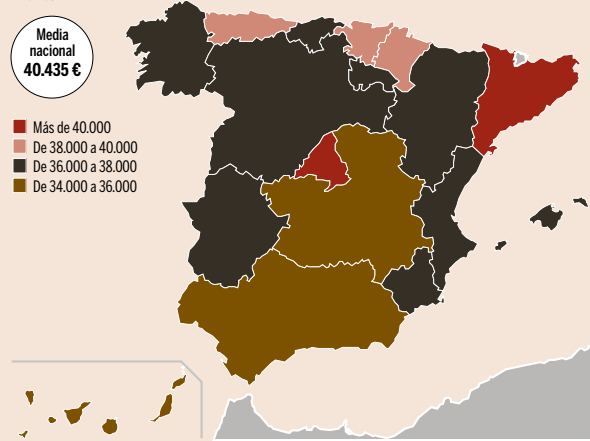 Media
nacional
40.435 €
Más de 40.000
De 38.000 a 40.000
De 36.000 a 38.000
De 34.000 a 36.000